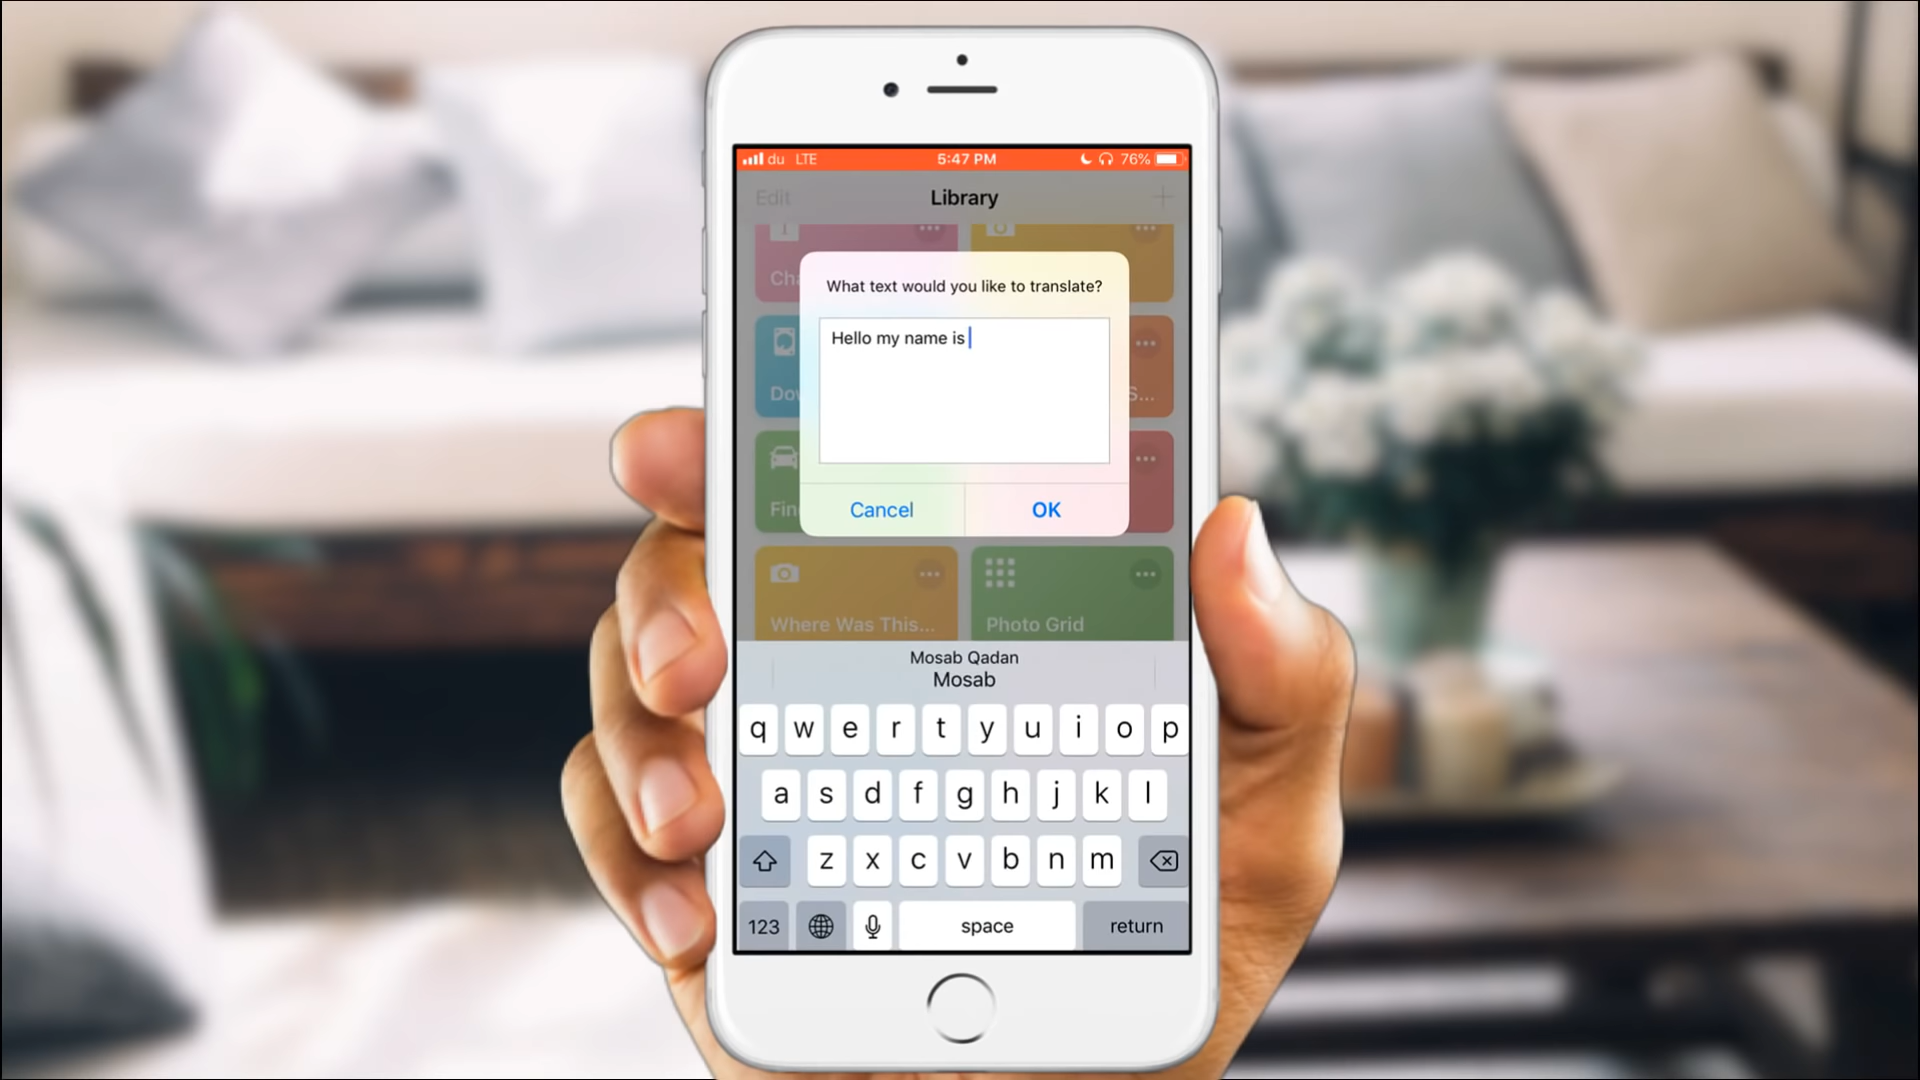 du LTE 5:47 PM 76%
Edit Library
What text would you like to translate?
Hello my name is
Cancel OK
Where Was This... Photo Grid
Mosab Qadan
Mosab
q w e r t y u i o p
a s d f g h j k l
z x c v b n m
123 space return